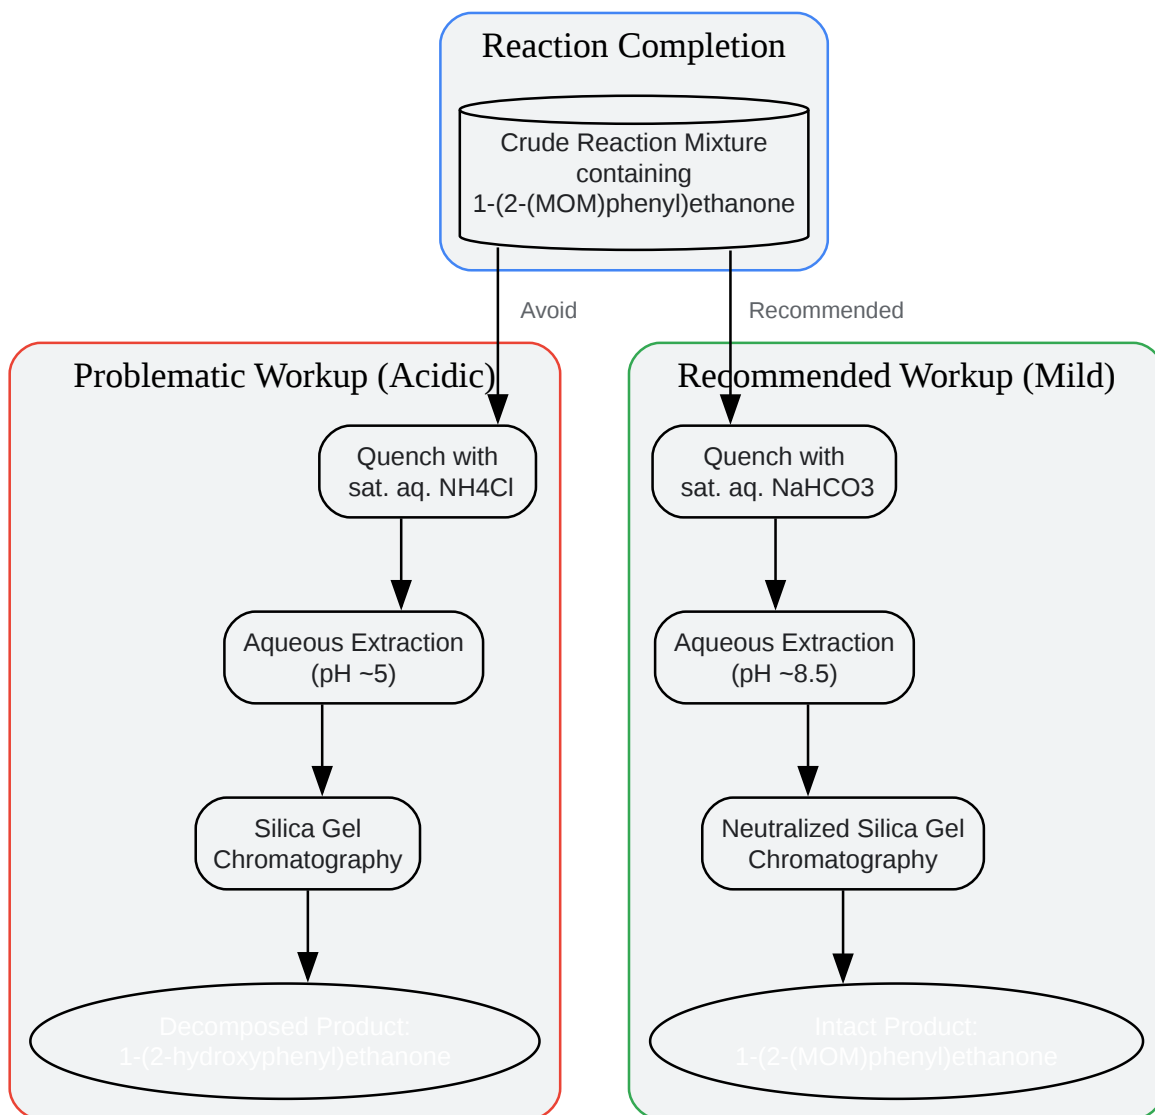 Reaction Completion
Crude Reaction Mixture
containing
1-(2-(MOM)phenyl)ethanone
Avoid
Recommended
Problematic Workup (Acidic)
Quench with
sat. aq. NH4Cl
Aqueous Extraction
(pH ~5)
Silica Gel
Chromatography
Decomposed Product:
1-(2-hydroxyphenyl)ethanone
Recommended Workup (Mild)
Quench with
sat. aq. NaHCO3
Aqueous Extraction
(pH ~8.5)
Neutralized Silica Gel
Chromatography
Intact Product:
1-(2-(MOM)phenyl)ethanone